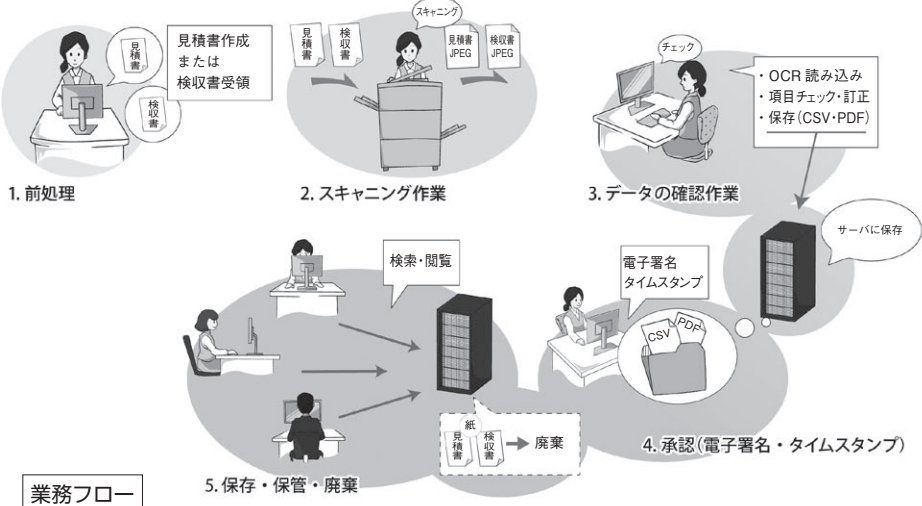 見積書
検収書
見積書作成
または
検収書受領
1. 前処理
スキャニング
見積書
検収書
見積書
JPEG
検収書
JPEG
2. スキャニング作業
チェック
・OCR 読み込み
・項目チェック・訂正
・保存(CSV・PDF)
3. データの確認作業
サーバに保存
電子署名
タイムスタンプ
CSV
PDF
4. 承認(電子署名・タイムスタンプ)
検索・閲覧
紙
見積書
検収書
廃棄
5. 保存・保管・廃棄
業務フロー